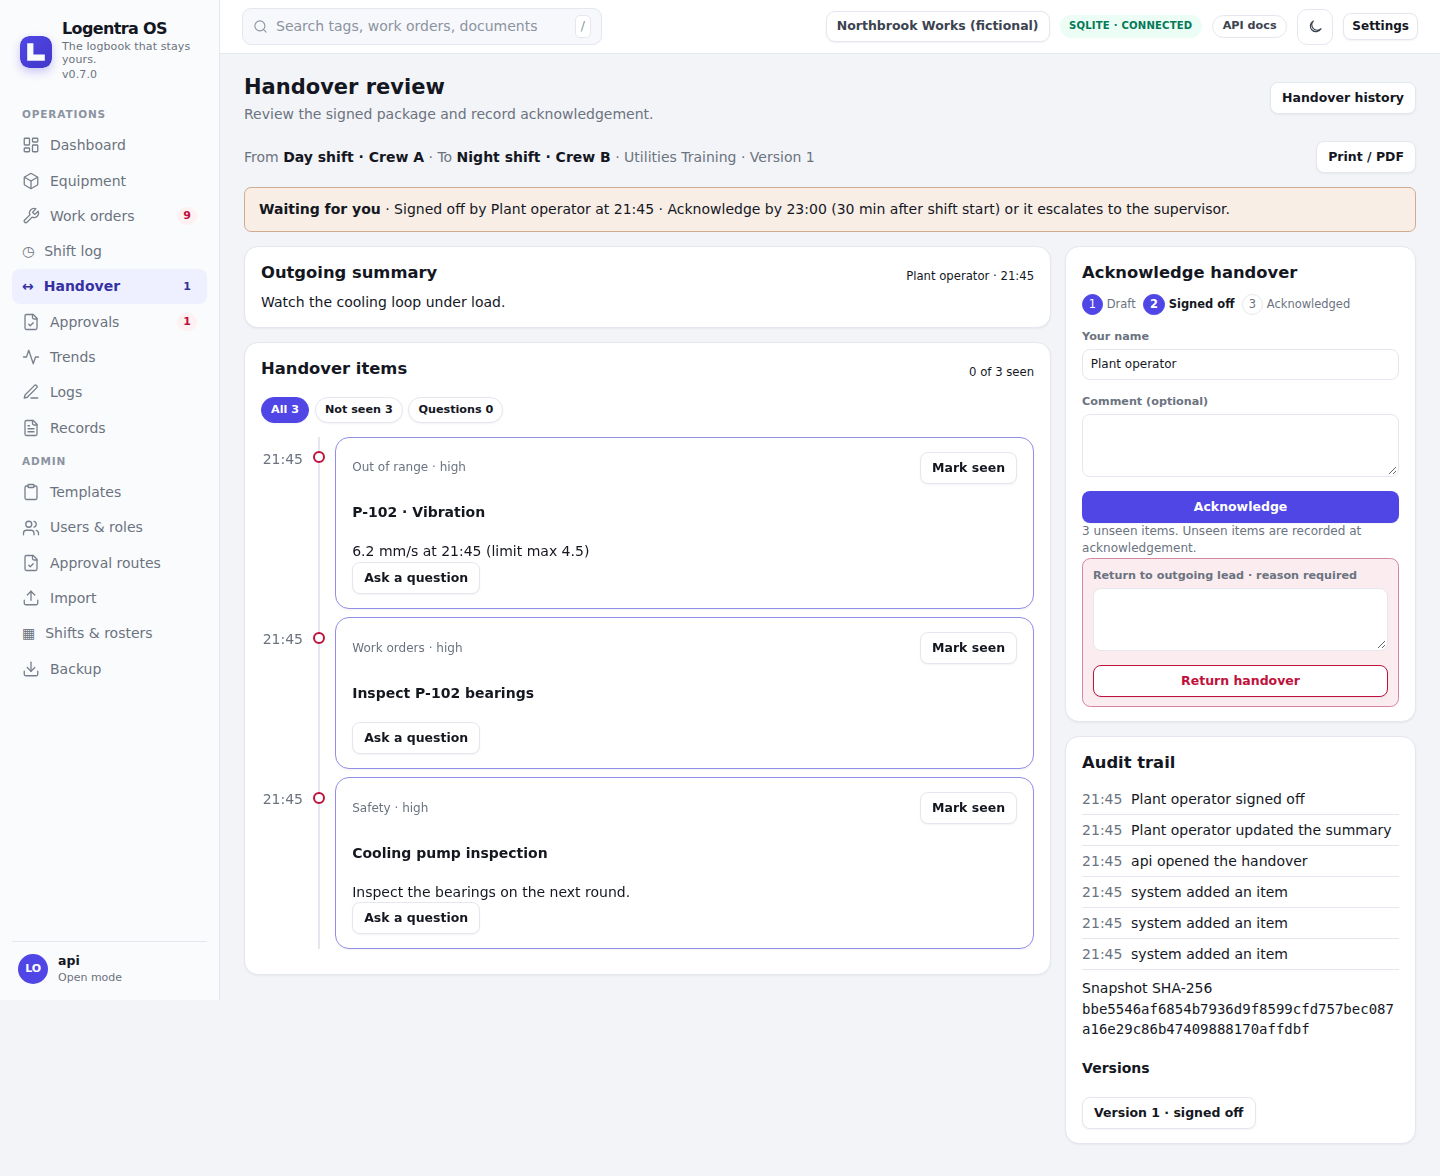 Logentra OS
The logbook that stays
yours.
v0.7.0
OPERATIONS
Dashboard
Equipment
Work orders 9
Shift log
Handover 1
Approvals 1
Trends
Logs
Records
ADMIN
Templates
Users & roles
Approval routes
Import
Shifts & rosters
Backup
LO
api
Open mode
Search tags, work orders, documents /
Northbrook Works (fictional)
SQLITE · CONNECTED
API docs
Settings
Handover review
Review the signed package and record acknowledgement.
Handover history
From Day shift · Crew A · To Night shift · Crew B · Utilities Training · Version 1
Print / PDF
Waiting for you · Signed off by Plant operator at 21:45 · Acknowledge by 23:00 (30 min after shift start) or it escalates to the supervisor.
Outgoing summary
Plant operator · 21:45
Watch the cooling loop under load.
Handover items
0 of 3 seen
All 3 Not seen 3 Questions 0
21:45
Out of range · high
Mark seen
P-102 · Vibration
6.2 mm/s at 21:45 (limit max 4.5)
Ask a question
21:45
Work orders · high
Mark seen
Inspect P-102 bearings
Ask a question
21:45
Safety · high
Mark seen
Cooling pump inspection
Inspect the bearings on the next round.
Ask a question
Acknowledge handover
1 Draft 2 Signed off 3 Acknowledged
Your name
Plant operator
Comment (optional)
Acknowledge
3 unseen items. Unseen items are recorded at
acknowledgement.
Return to outgoing lead · reason required
Return handover
Audit trail
21:45 Plant operator signed off
21:45 Plant operator updated the summary
21:45 api opened the handover
21:45 system added an item
21:45 system added an item
21:45 system added an item
Snapshot SHA-256
bbe5546af6854b7936d9f8599cfd757bec087
a16e29c86b47409888170affdbf
Versions
Version 1 · signed off